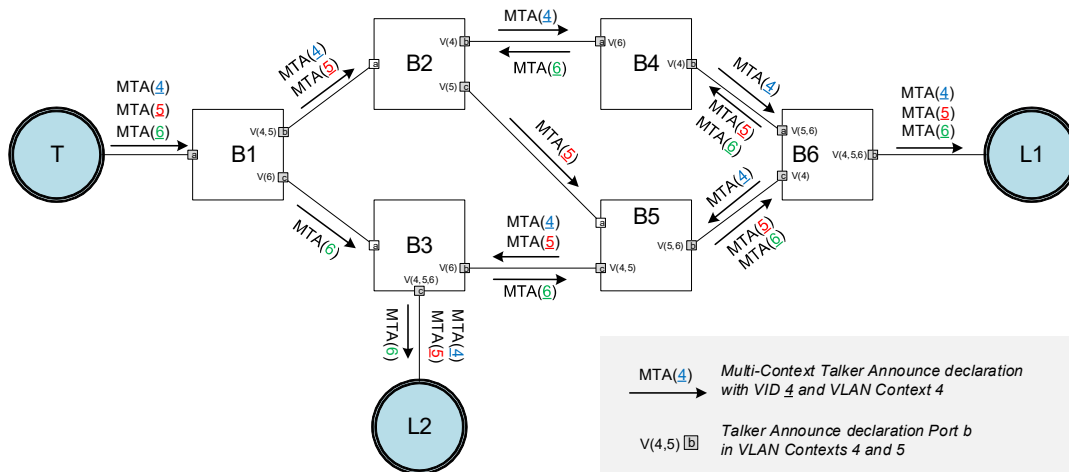 T
MTA(4)
MTA(5)
MTA(6)
a
B1
V(4,5) b
V(6) c
MTA(4)
MTA(5)
MTA(6)
a
B2
V(4) b
V(5) c
MTA(4)
MTA(6)
a V(6)
B4
V(4) b
MTA(5)
MTA(4)
MTA(5)
MTA(6)
a V(5,6)
B6
V(4,5,6) b
c V(4)
MTA(4)
MTA(5)
MTA(6)
L1
a
B3
V(6) b
V(4,5,6)
c
MTA(4)
MTA(5)
MTA(6)
a
B5
V(5,6) b
c V(4,5)
MTA(4)
MTA(5)
MTA(6)
MTA(6)
MTA(5)
MTA(4)
L2
MTA(4) Multi-Context Talker Announce declaration
with VID 4 and VLAN Context 4
V(4,5) b Talker Announce declaration Port b
in VLAN Contexts 4 and 5